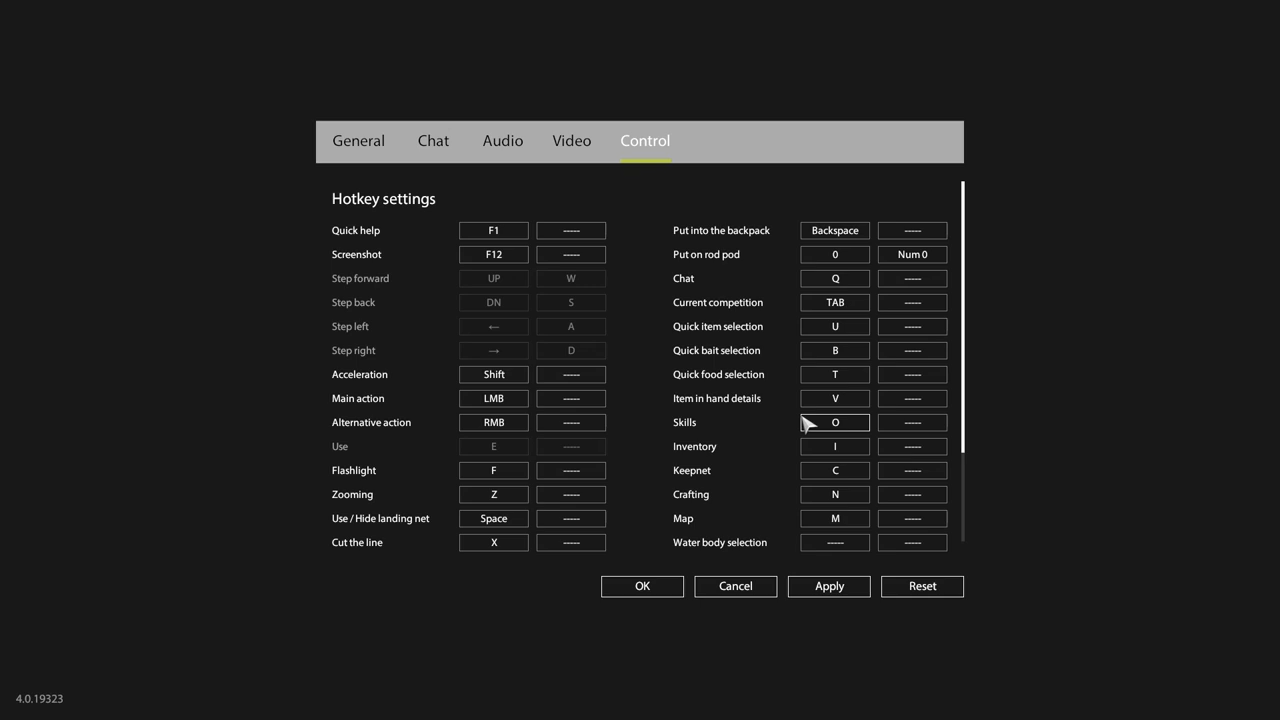 General Chat Audio Video Control
Hotkey settings
Quick help F1 -----
Screenshot F12 -----
Step forward UP W
Step back DN S
Step left ← A
Step right → D
Acceleration Shift -----
Main action LMB -----
Alternative action RMB -----
Use E -----
Flashlight F -----
Zooming Z -----
Use / Hide landing net Space -----
Cut the line X -----
Put into the backpack Backspace -----
Put on rod pod 0 Num 0
Chat Q -----
Current competition TAB -----
Quick item selection U -----
Quick bait selection B -----
Quick food selection T -----
Item in hand details V -----
Skills O -----
Inventory I -----
Keepnet C -----
Crafting N -----
Map M -----
Water body selection ----- -----
OK Cancel Apply Reset
4.0.19323